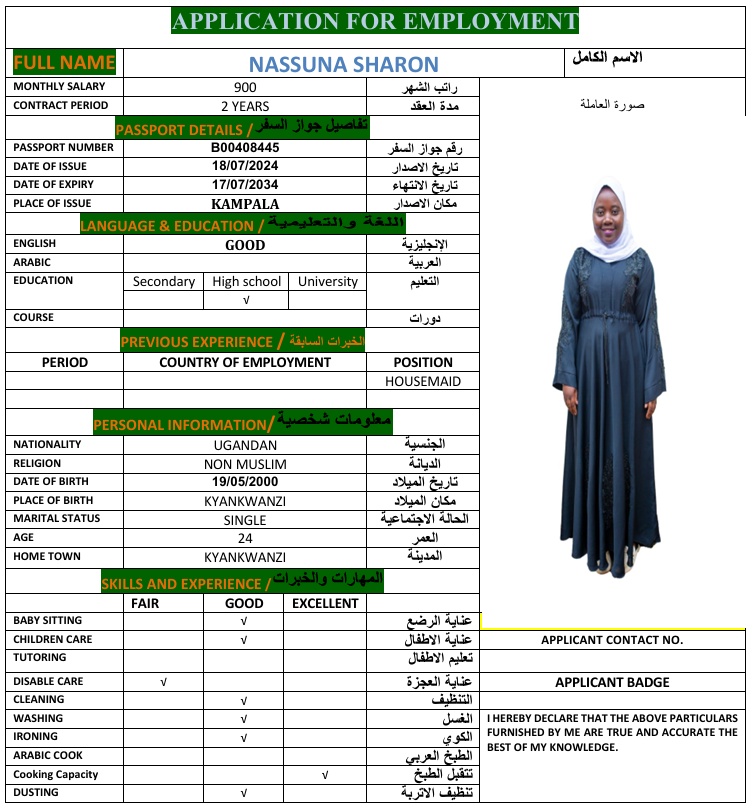 APPLICATION FOR EMPLOYMENT
FULL NAME NASSUNA SHARON الاسم الكامل
MONTHLY SALARY 900 راتب الشهر
CONTRACT PERIOD 2 YEARS مدة العقد
صورة العاملة
PASSPORT DETAILS / تفاصيل جواز السفر
PASSPORT NUMBER B00408445 رقم جواز السفر
DATE OF ISSUE 18/07/2024 تاريخ الاصدار
DATE OF EXPIRY 17/07/2034 تاريخ الانتهاء
PLACE OF ISSUE KAMPALA مكان الاصدار
LANGUAGE & EDUCATION / اللغة والتعليمية
ENGLISH GOOD الإنجليزية
ARABIC العربية
EDUCATION Secondary High school University التعليم
√
COURSE دورات
PREVIOUS EXPERIENCE / الخبرات السابقة
PERIOD COUNTRY OF EMPLOYMENT POSITION
HOUSEMAID
PERSONAL INFORMATION/ معلومات شخصية
NATIONALITY UGANDAN الجنسية
RELIGION NON MUSLIM الديانة
DATE OF BIRTH 19/05/2000 تاريخ الميلاد
PLACE OF BIRTH KYANKWANZI مكان الميلاد
MARITAL STATUS SINGLE الحالة الاجتماعية
AGE 24 العمر
HOME TOWN KYANKWANZI المدينة
SKILLS AND EXPERIENCE / المهارات والخبرات
FAIR GOOD EXCELLENT
BABY SITTING √ عناية الرضع
CHILDREN CARE √ عناية الاطفال
TUTORING تعليم الاطفال
DISABLE CARE √ عناية العجزة
CLEANING √ التنظيف
WASHING √ الغسل
IRONING √ الكوي
ARABIC COOK الطبخ العربي
Cooking Capacity √ تتقبل الطبخ
DUSTING √ تنظيف الاتربة
APPLICANT CONTACT NO.
APPLICANT BADGE
I HEREBY DECLARE THAT THE ABOVE PARTICULARS
FURNISHED BY ME ARE TRUE AND ACCURATE THE
BEST OF MY KNOWLEDGE.